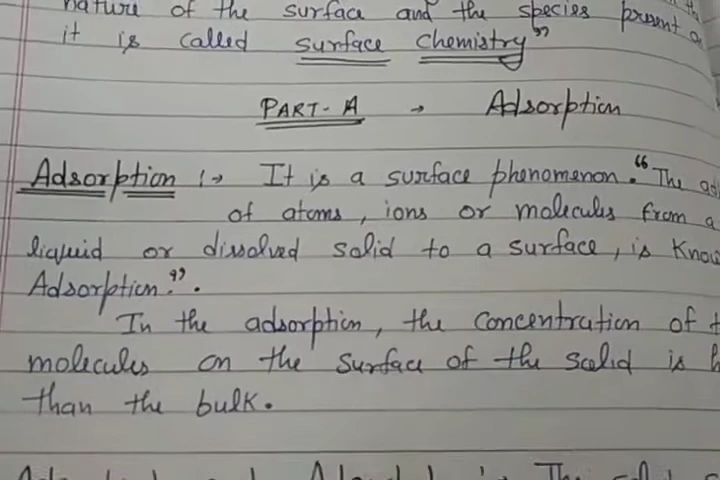 nature of the surface and the species present
it is called surface chemistry"
PART-A → Adsorption
Adsorption :→ It is a surface phenomenon. "The
of atoms, ions or molecules from a
liquid or dissolved solid to a surface, is
Adsorption.".
In the adsorption, the concentration of
molecules on the surface of the soolid is
than the bulk.